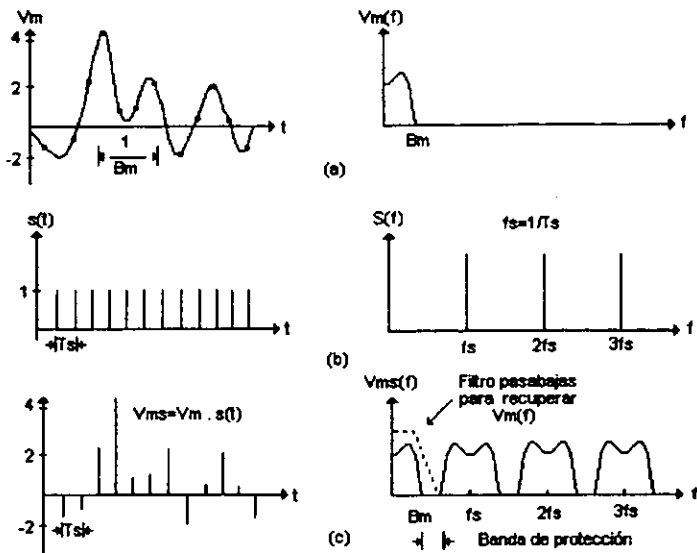 Vm
4
2
-2
t
1
Bm
Vm(f)
Bm
f
(a)
s(t)
1
Ts
t
S(f)
fs=1/Ts
fs
2fs
3fs
f
(b)
4
2
-2
Vms=Vm . s(t)
Ts
t
Vms(f)
Filtro pasabajas
para recuperar
Vm(f)
Bm
fs
2fs
3fs
f
(c)
Banda de protección